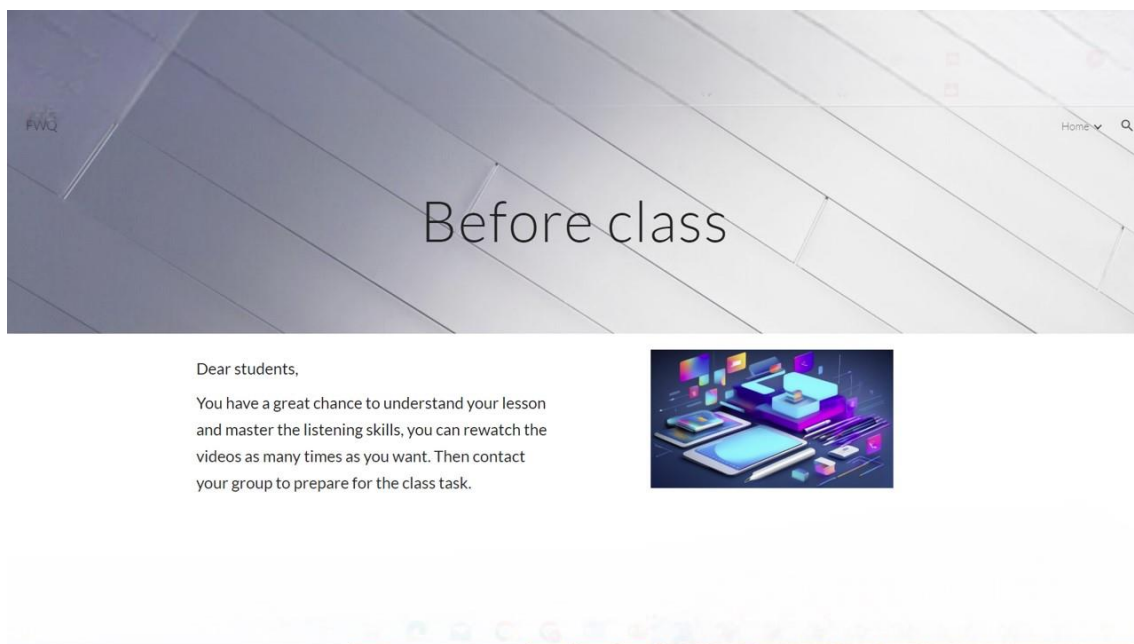 FWQ
Home
Before class
Dear students,
You have a great chance to understand your lesson
and master the listening skills, you can rewatch the
videos as many times as you want. Then contact
your group to prepare for the class task.